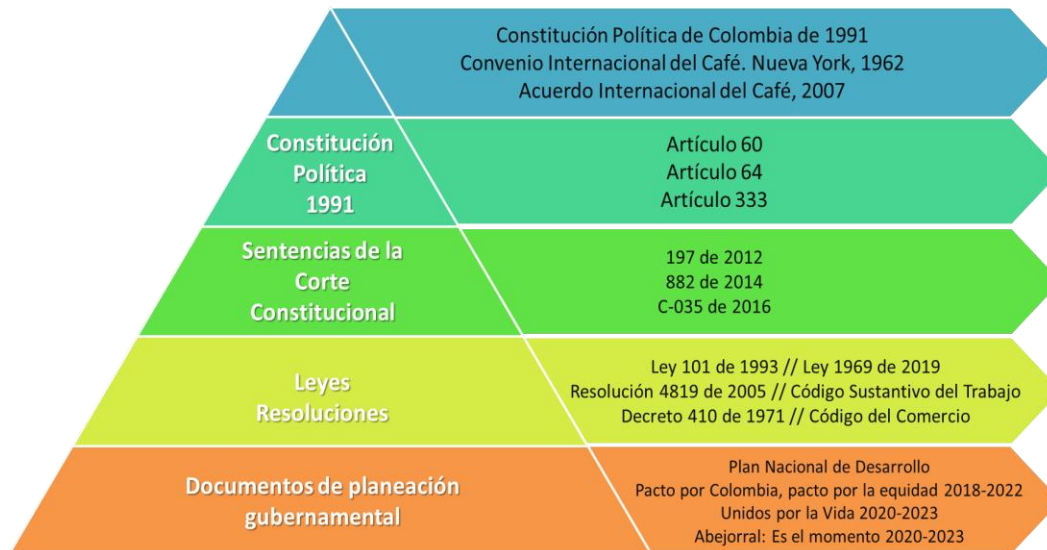 Constitución Política de Colombia de 1991
Convenio Internacional del Café. Nueva York, 1962
Acuerdo Internacional del Café, 2007
Constitución
Política
1991
Artículo 60
Artículo 64
Artículo 333
Sentencias de la
Corte
Constitucional
197 de 2012
882 de 2014
C-035 de 2016
Leyes
Resoluciones
Ley 101 de 1993 // Ley 1969 de 2019
Resolución 4819 de 2005 // Código Sustantivo del Trabajo
Decreto 410 de 1971 // Código del Comercio
Documentos de planeación
gubernamental
Plan Nacional de Desarrollo
Pacto por Colombia, pacto por la equidad 2018-2022
Unidos por la Vida 2020-2023
Abejorral: Es el momento 2020-2023